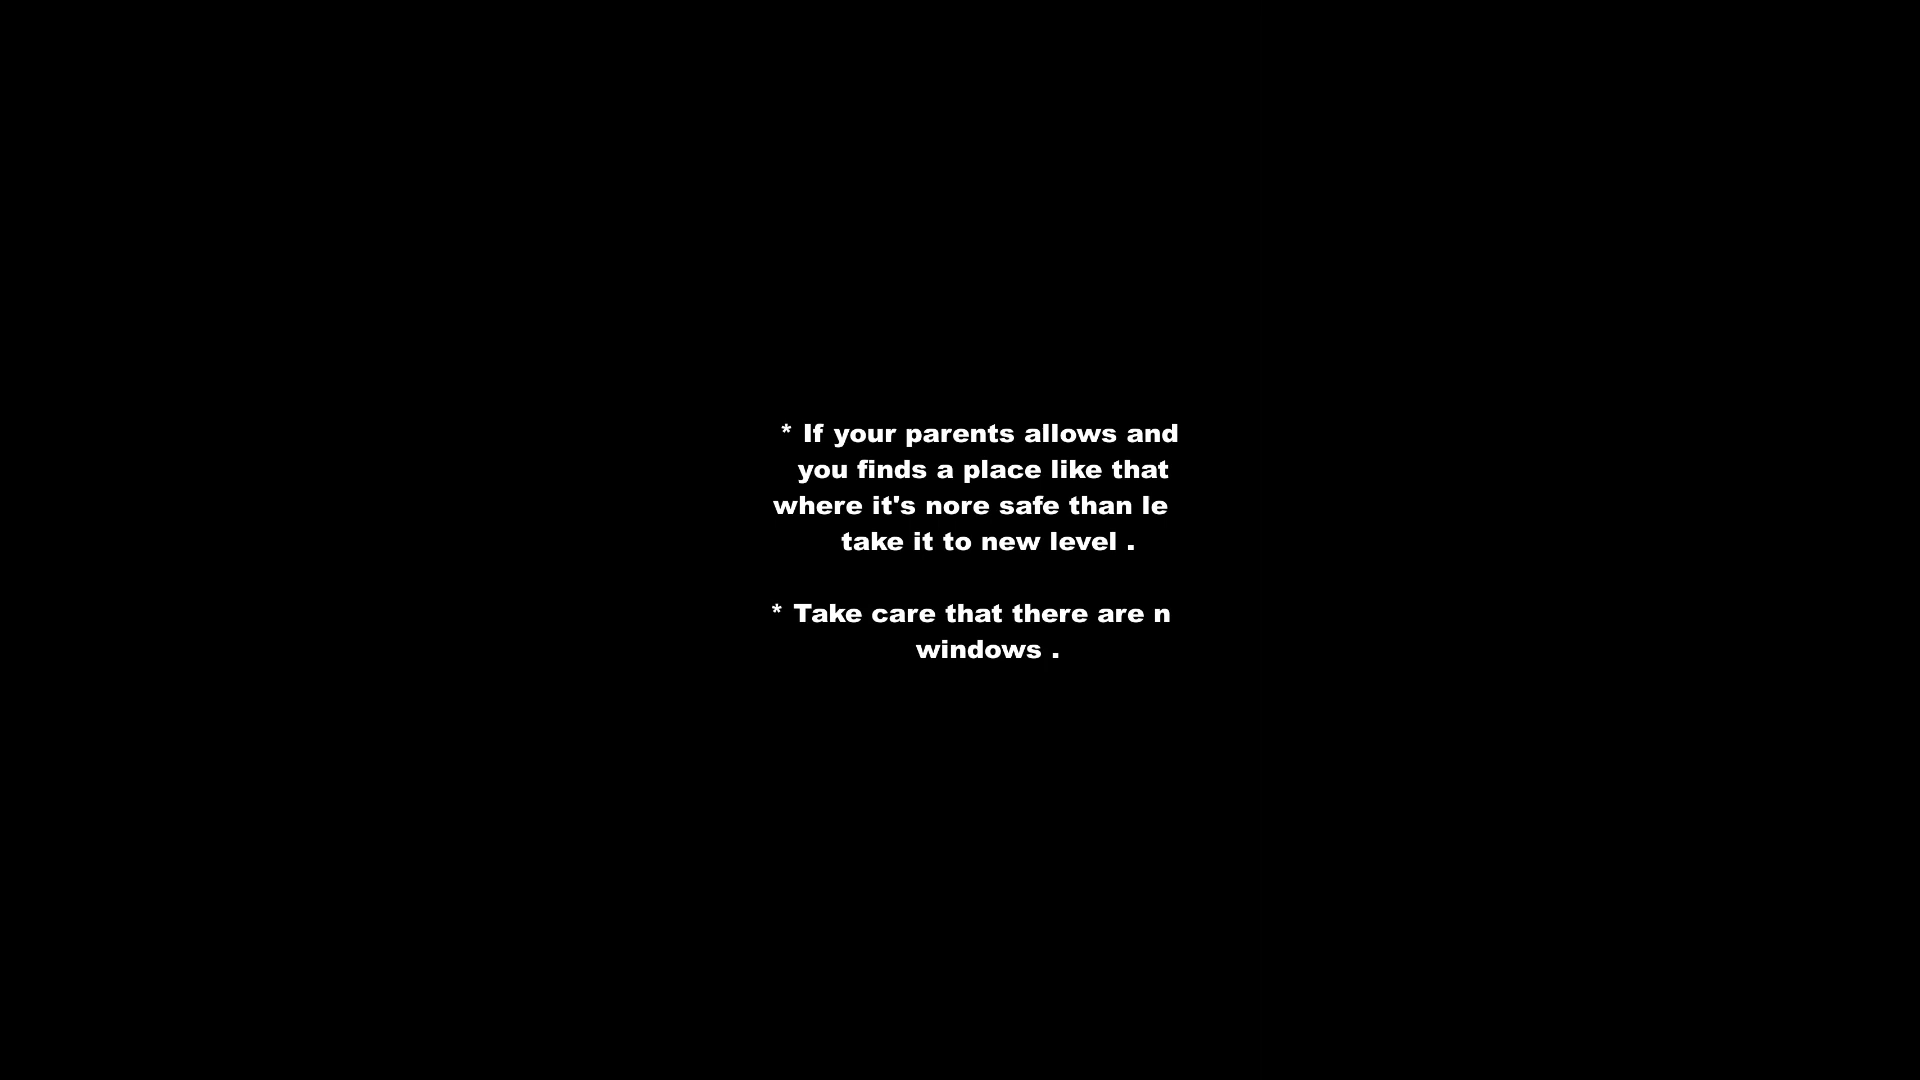 * If your parents allows and
you finds a place like that
where it's nore safe than le
take it to new level .
* Take care that there are n
windows .